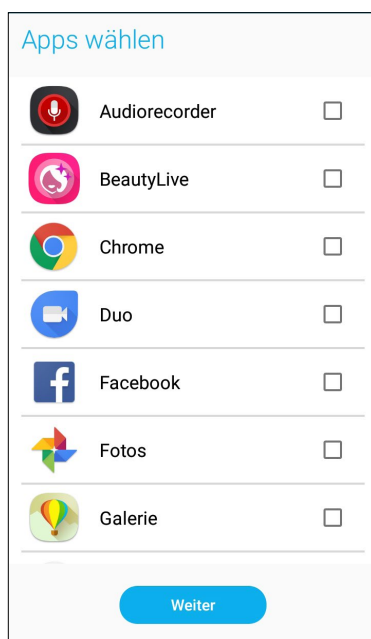 Apps wählen
Audiorecorder
BeautyLive
Chrome
Duo
Facebook
Fotos
Galerie
Weiter